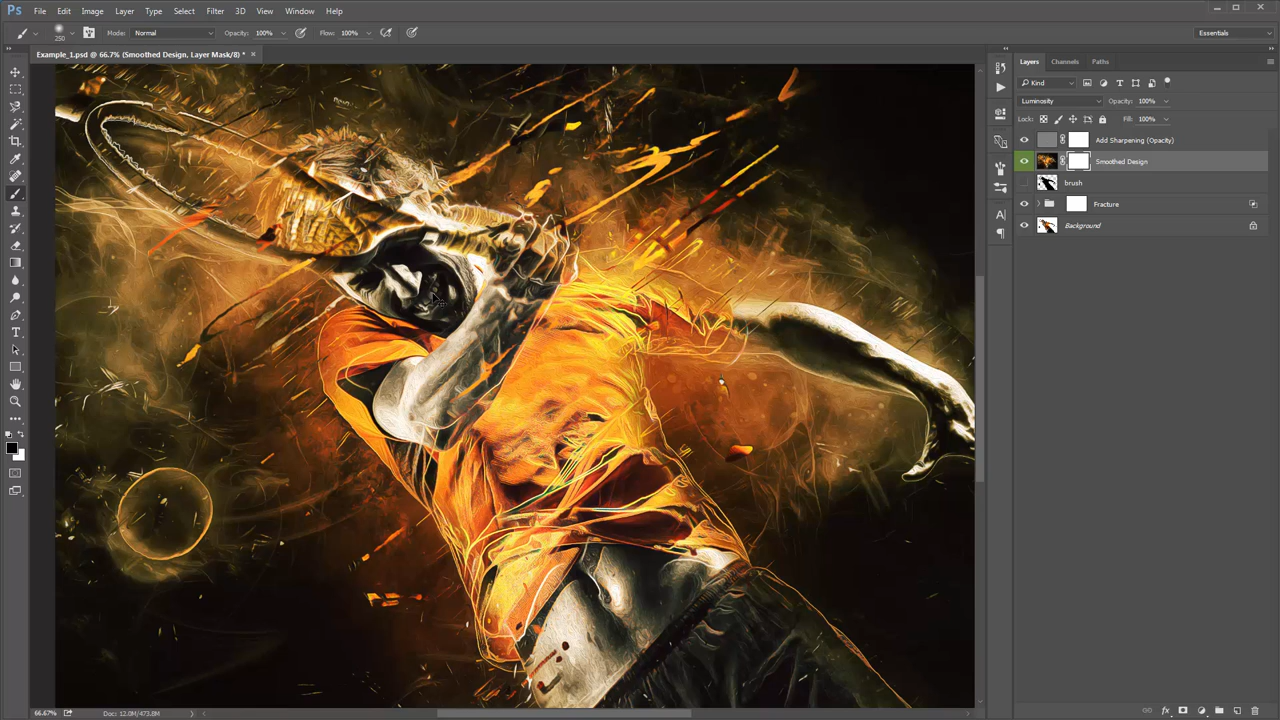 Ps File Edit Image Layer Type Select Filter 3D View Window Help
250 Mode: Normal Opacity: 100% Flow: 100% Essentials
Example_1.psd @ 66.7% (Smoothed Design, Layer Mask/8) * ×
Layers Channels Paths
Kind
Luminosity Opacity: 100%
Lock: Fill: 100%
Add Sharpening (Opacity)
Smoothed Design
brush
Fracture
Background
66.67% Doc: 12.0M/473.8M